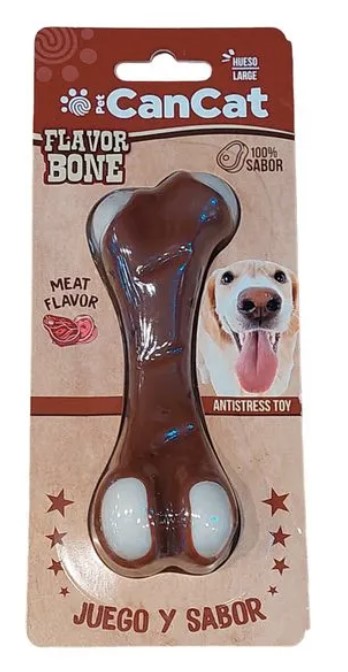 HUESO
LARGE
Pet CanCat
FLAVOR
BONE
100%
SABOR
MEAT
FLAVOR
ANTISTRESS TOY
JUEGO Y SABOR